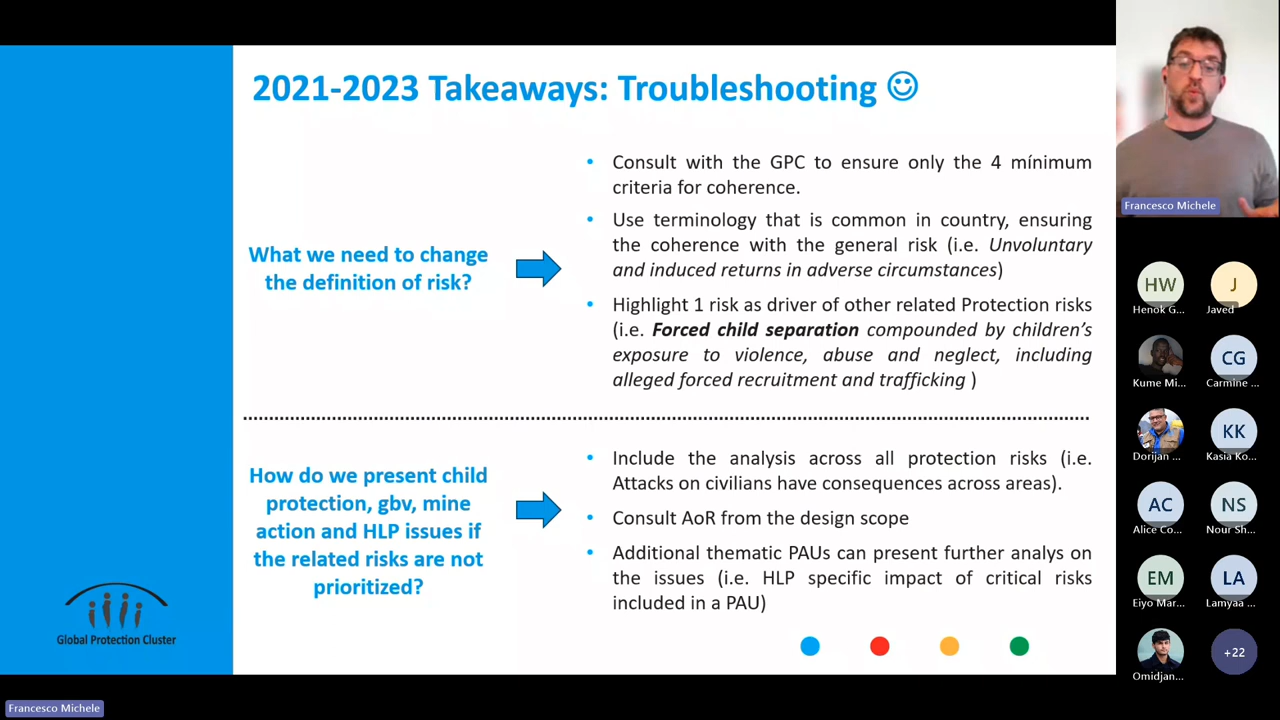 2021-2023 Takeaways: Troubleshooting ☺
What we need to change
the definition of risk?
• Consult with the GPC to ensure only the 4 mínimum
criteria for coherence.
• Use terminology that is common in country, ensuring
the coherence with the general risk (i.e. Unvoluntary
and induced returns in adverse circumstances)
• Highlight 1 risk as driver of other related Protection risks
(i.e. Forced child separation compounded by children's
exposure to violence, abuse and neglect, including
alleged forced recruitment and trafficking )
How do we present child
protection, gbv, mine
action and HLP issues if
the related risks are not
prioritized?
• Include the analysis across all protection risks (i.e.
Attacks on civilians have consequences across areas).
• Consult AoR from the design scope
• Additional thematic PAUs can present further analys on
the issues (i.e. HLP specific impact of critical risks
included in a PAU)
Global Protection Cluster
Francesco Michele
HW
Henok G...
J
Javed
Kume Mi...
CG
Carmine ...
Dorijan ...
KK
Kasia Ko...
AC
Alice Co...
NS
Nour Sh...
EM
Eiyo Mar...
LA
Lamyaa ...
Omidjan...
+22
Francesco Michele